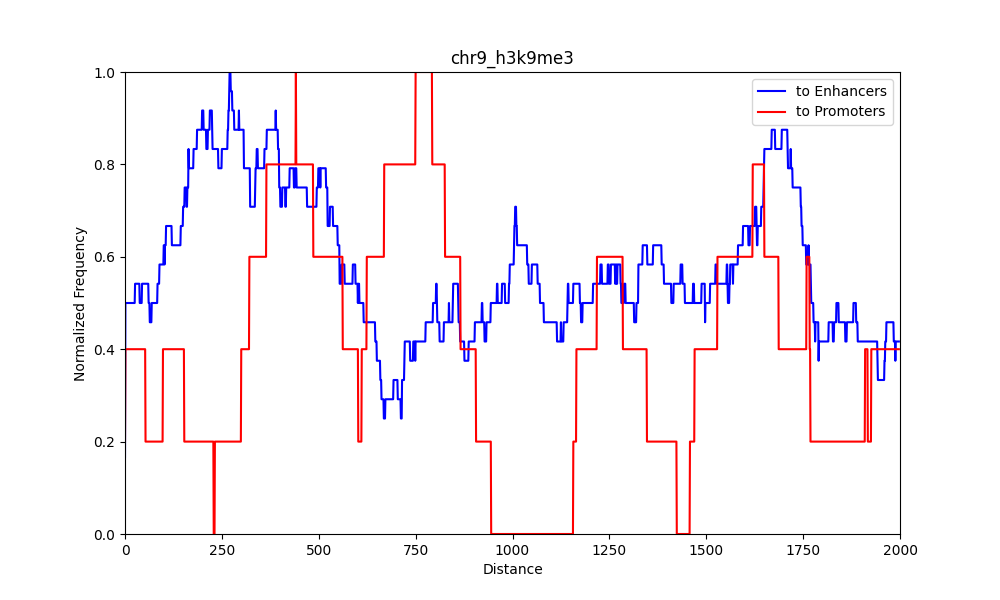 chr9_h3k9me3
to Enhancers
to Promoters
Normalized Frequency
1.0
0.8
0.6
0.4
0.2
0.0
0 250 500 750 1000 1250 1500 1750 2000
Distance